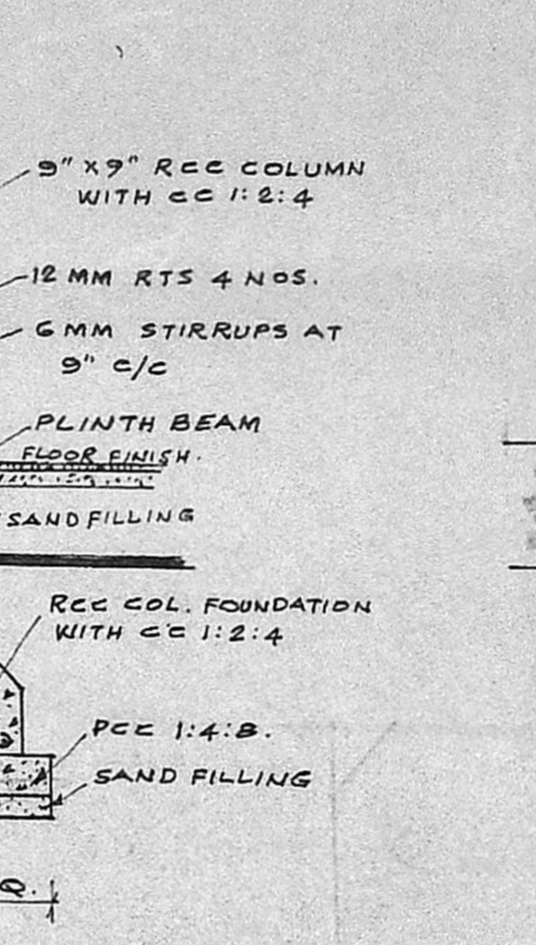 9" X 9" RCC COLUMN
WITH CC 1:2:4
12 MM RTS 4 NOS.
6 MM STIRRUPS AT
9" C/C
PLINTH BEAM
FLOOR FINISH.
SAND FILLING
RCC COL. FOUNDATION
WITH CC 1:2:4
PCC 1:4:8.
SAND FILLING
Q.